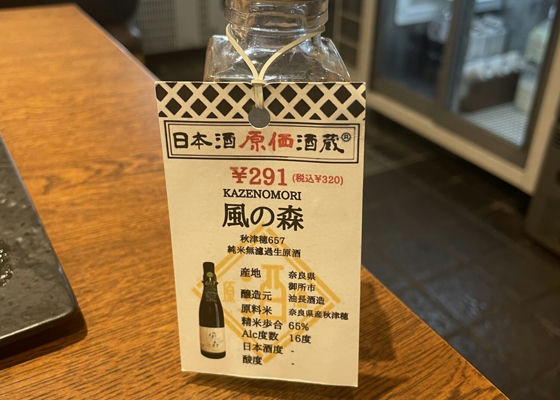 日本酒原価酒蔵®
¥291(税込¥320)
KAZENOMORI
風の森
秋津穂657
純米無濾過生原酒
産地 奈良県
御所市
醸造元 油長酒造
原料米 奈良県産秋津穂
精米歩合 65%
Alc度数 16度
日本酒度 -
酸度 -